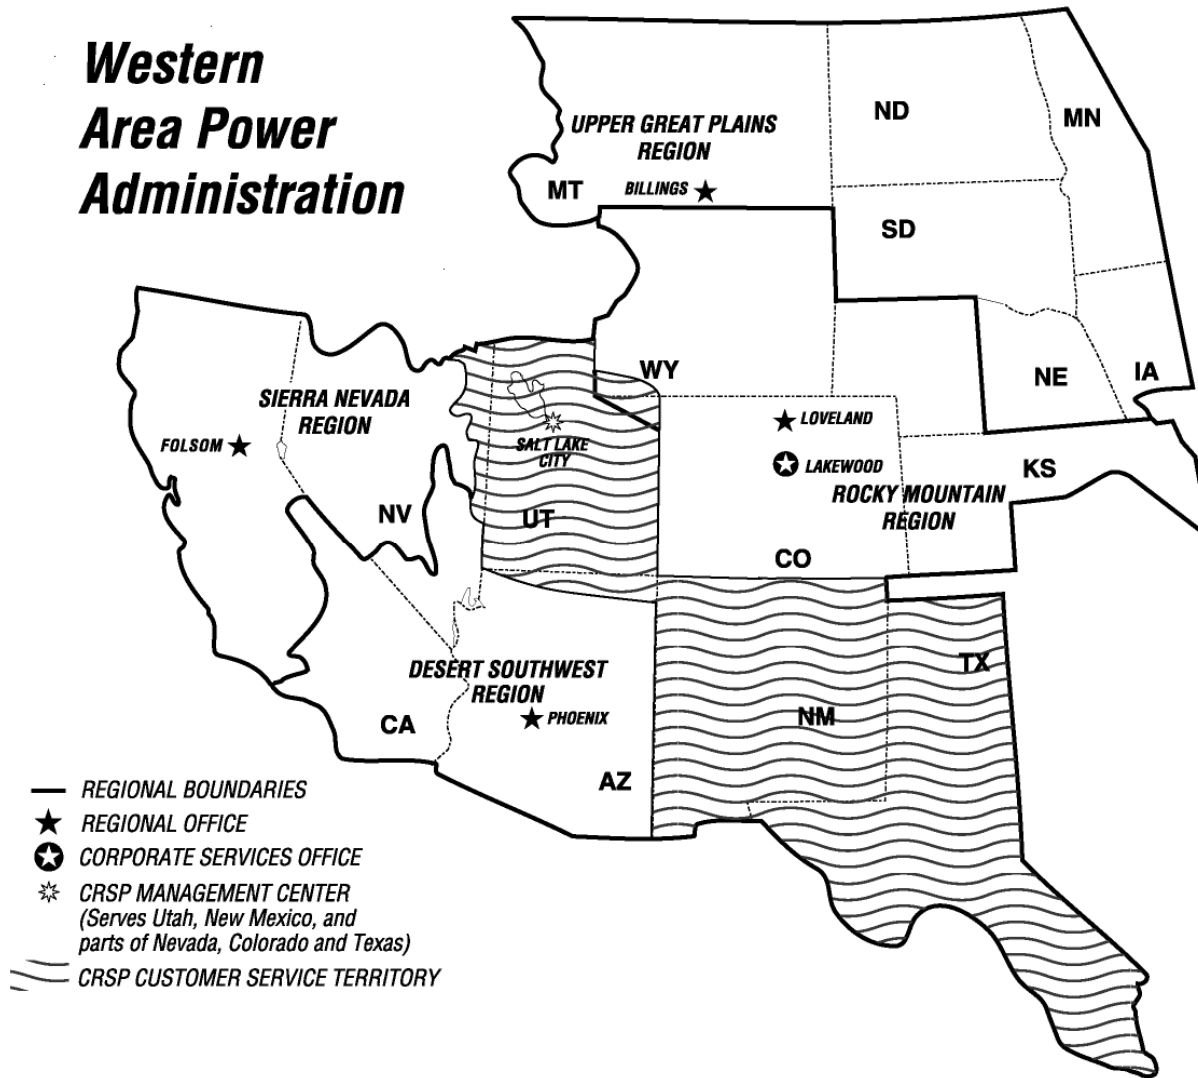 Western
Area Power
Administration
ND
MN
UPPER GREAT PLAINS
REGION
MT
BILLINGS
SD
WY
NE
IA
SIERRA NEVADA
REGION
FOLSOM
LOVELAND
SALT LAKE
CITY
LAKEWOOD
KS
ROCKY MOUNTAIN
REGION
NV
UT
CO
DESERT SOUTHWEST
REGION
TX
PHOENIX
NM
CA
AZ
REGIONAL BOUNDARIES
REGIONAL OFFICE
CORPORATE SERVICES OFFICE
CRSP MANAGEMENT CENTER
(Serves Utah, New Mexico, and
parts of Nevada, Colorado and Texas)
CRSP CUSTOMER SERVICE TERRITORY